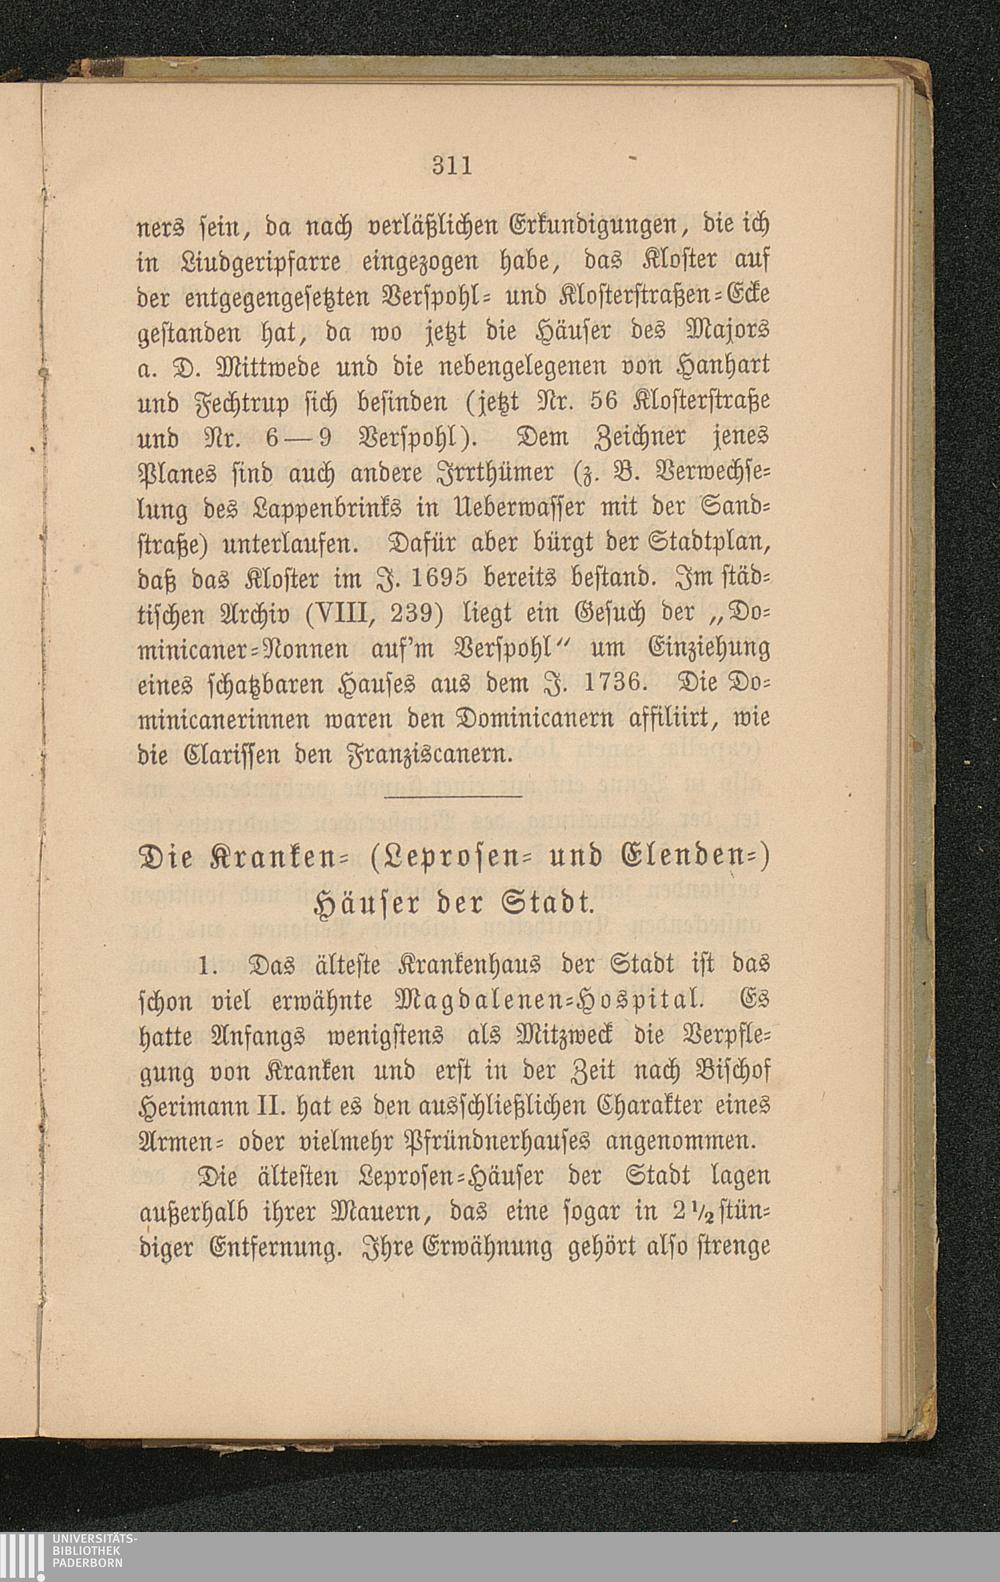 311
ners sein, da nach verläßlichen Erkundigungen, die ich
in Liudgeripfarre eingezogen habe, das Kloster auf
der entgegengesetzten Verspohl- und Klosterstraßen-Ecke
gestanden hat, da wo jetzt die Häuser des Majors
a. D. Mittwede und die nebengelegenen von Hanhart
und Fechtrup sich befinden (jetzt Nr. 56 Klosterstraße
und Nr. 6—9 Verspohl). Dem Zeichner jenes
Planes sind auch andere Irrthümer (z. B. Verwechse-
lung des Lappenbrinks in Ueberwasser mit der Sand-
straße) unterlaufen. Dafür aber bürgt der Stadtplan,
daß das Kloster im J. 1695 bereits bestand. Im städ-
tischen Archiv (VIII, 239) liegt ein Gesuch der „Do-
minicaner-Nonnen auf'm Verspohl“ um Einziehung
eines schatzbaren Hauses aus dem J. 1736. Die Do-
minicanerinnen waren den Dominicanern affiliirt, wie
die Clarissen den Franziscanern.
Die Kranken- (Leprosen- und Elenden-)
Häuser der Stadt.
1. Das älteste Krankenhaus der Stadt ist das
schon viel erwähnte Magdalenen-Hospital. Es
hatte Anfangs wenigstens als Mitzweck die Verpfle-
gung von Kranken und erst in der Zeit nach Bischof
Herimann II. hat es den ausschließlichen Charakter eines
Armen- oder vielmehr Pfründnerhauses angenommen.
Die ältesten Leprosen-Häuser der Stadt lagen
außerhalb ihrer Mauern, das eine sogar in 2½stün-
diger Entfernung. Ihre Erwähnung gehört also strenge
UNIVERSITÄTS-
BIBLIOTHEK
PADERBORN